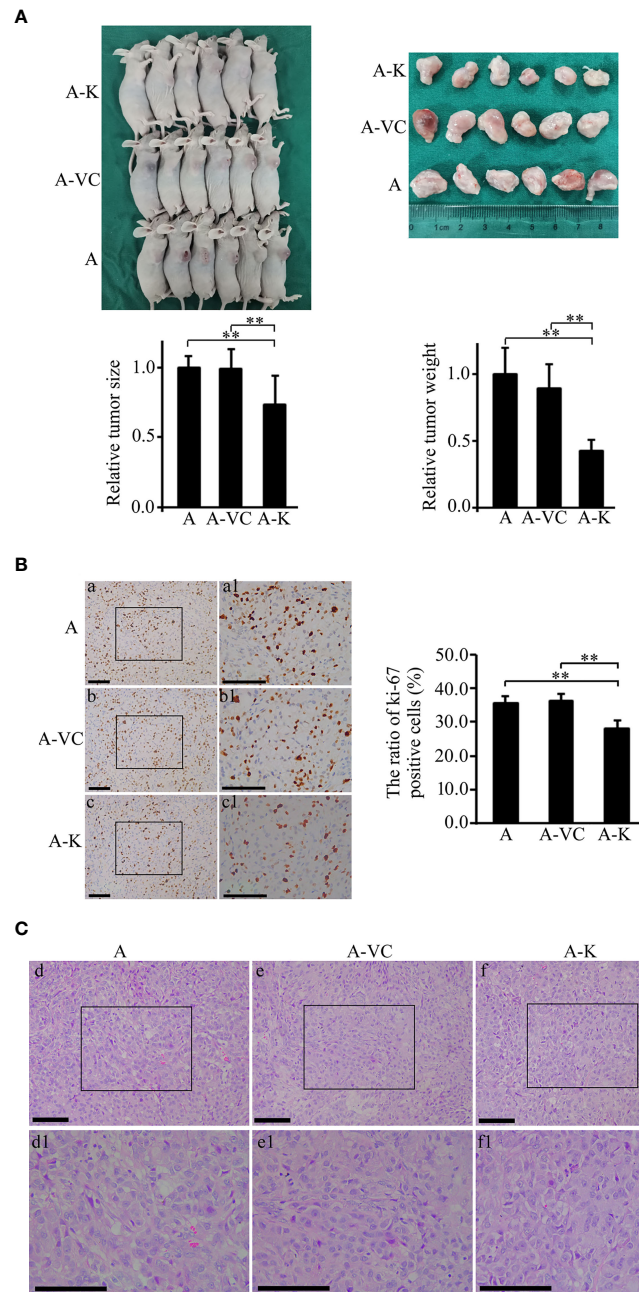 A
A-K
A-VC
A
A-K
A-VC
A
0 1cm 2 3 4 5 6 7 8
** **
Relative tumor size
1.0
0.5
0.0
A A-VC A-K
** **
Relative tumor weight
1.0
0.5
0.0
A A-VC A-K
B
A
a a1
A-VC
b b1
A-K
c c1
** **
The ratio of ki-67
positive cells (%)
50.0
40.0
30.0
20.0
10.0
0.0
A A-VC A-K
C
A A-VC A-K
d e f
d1 e1 f1